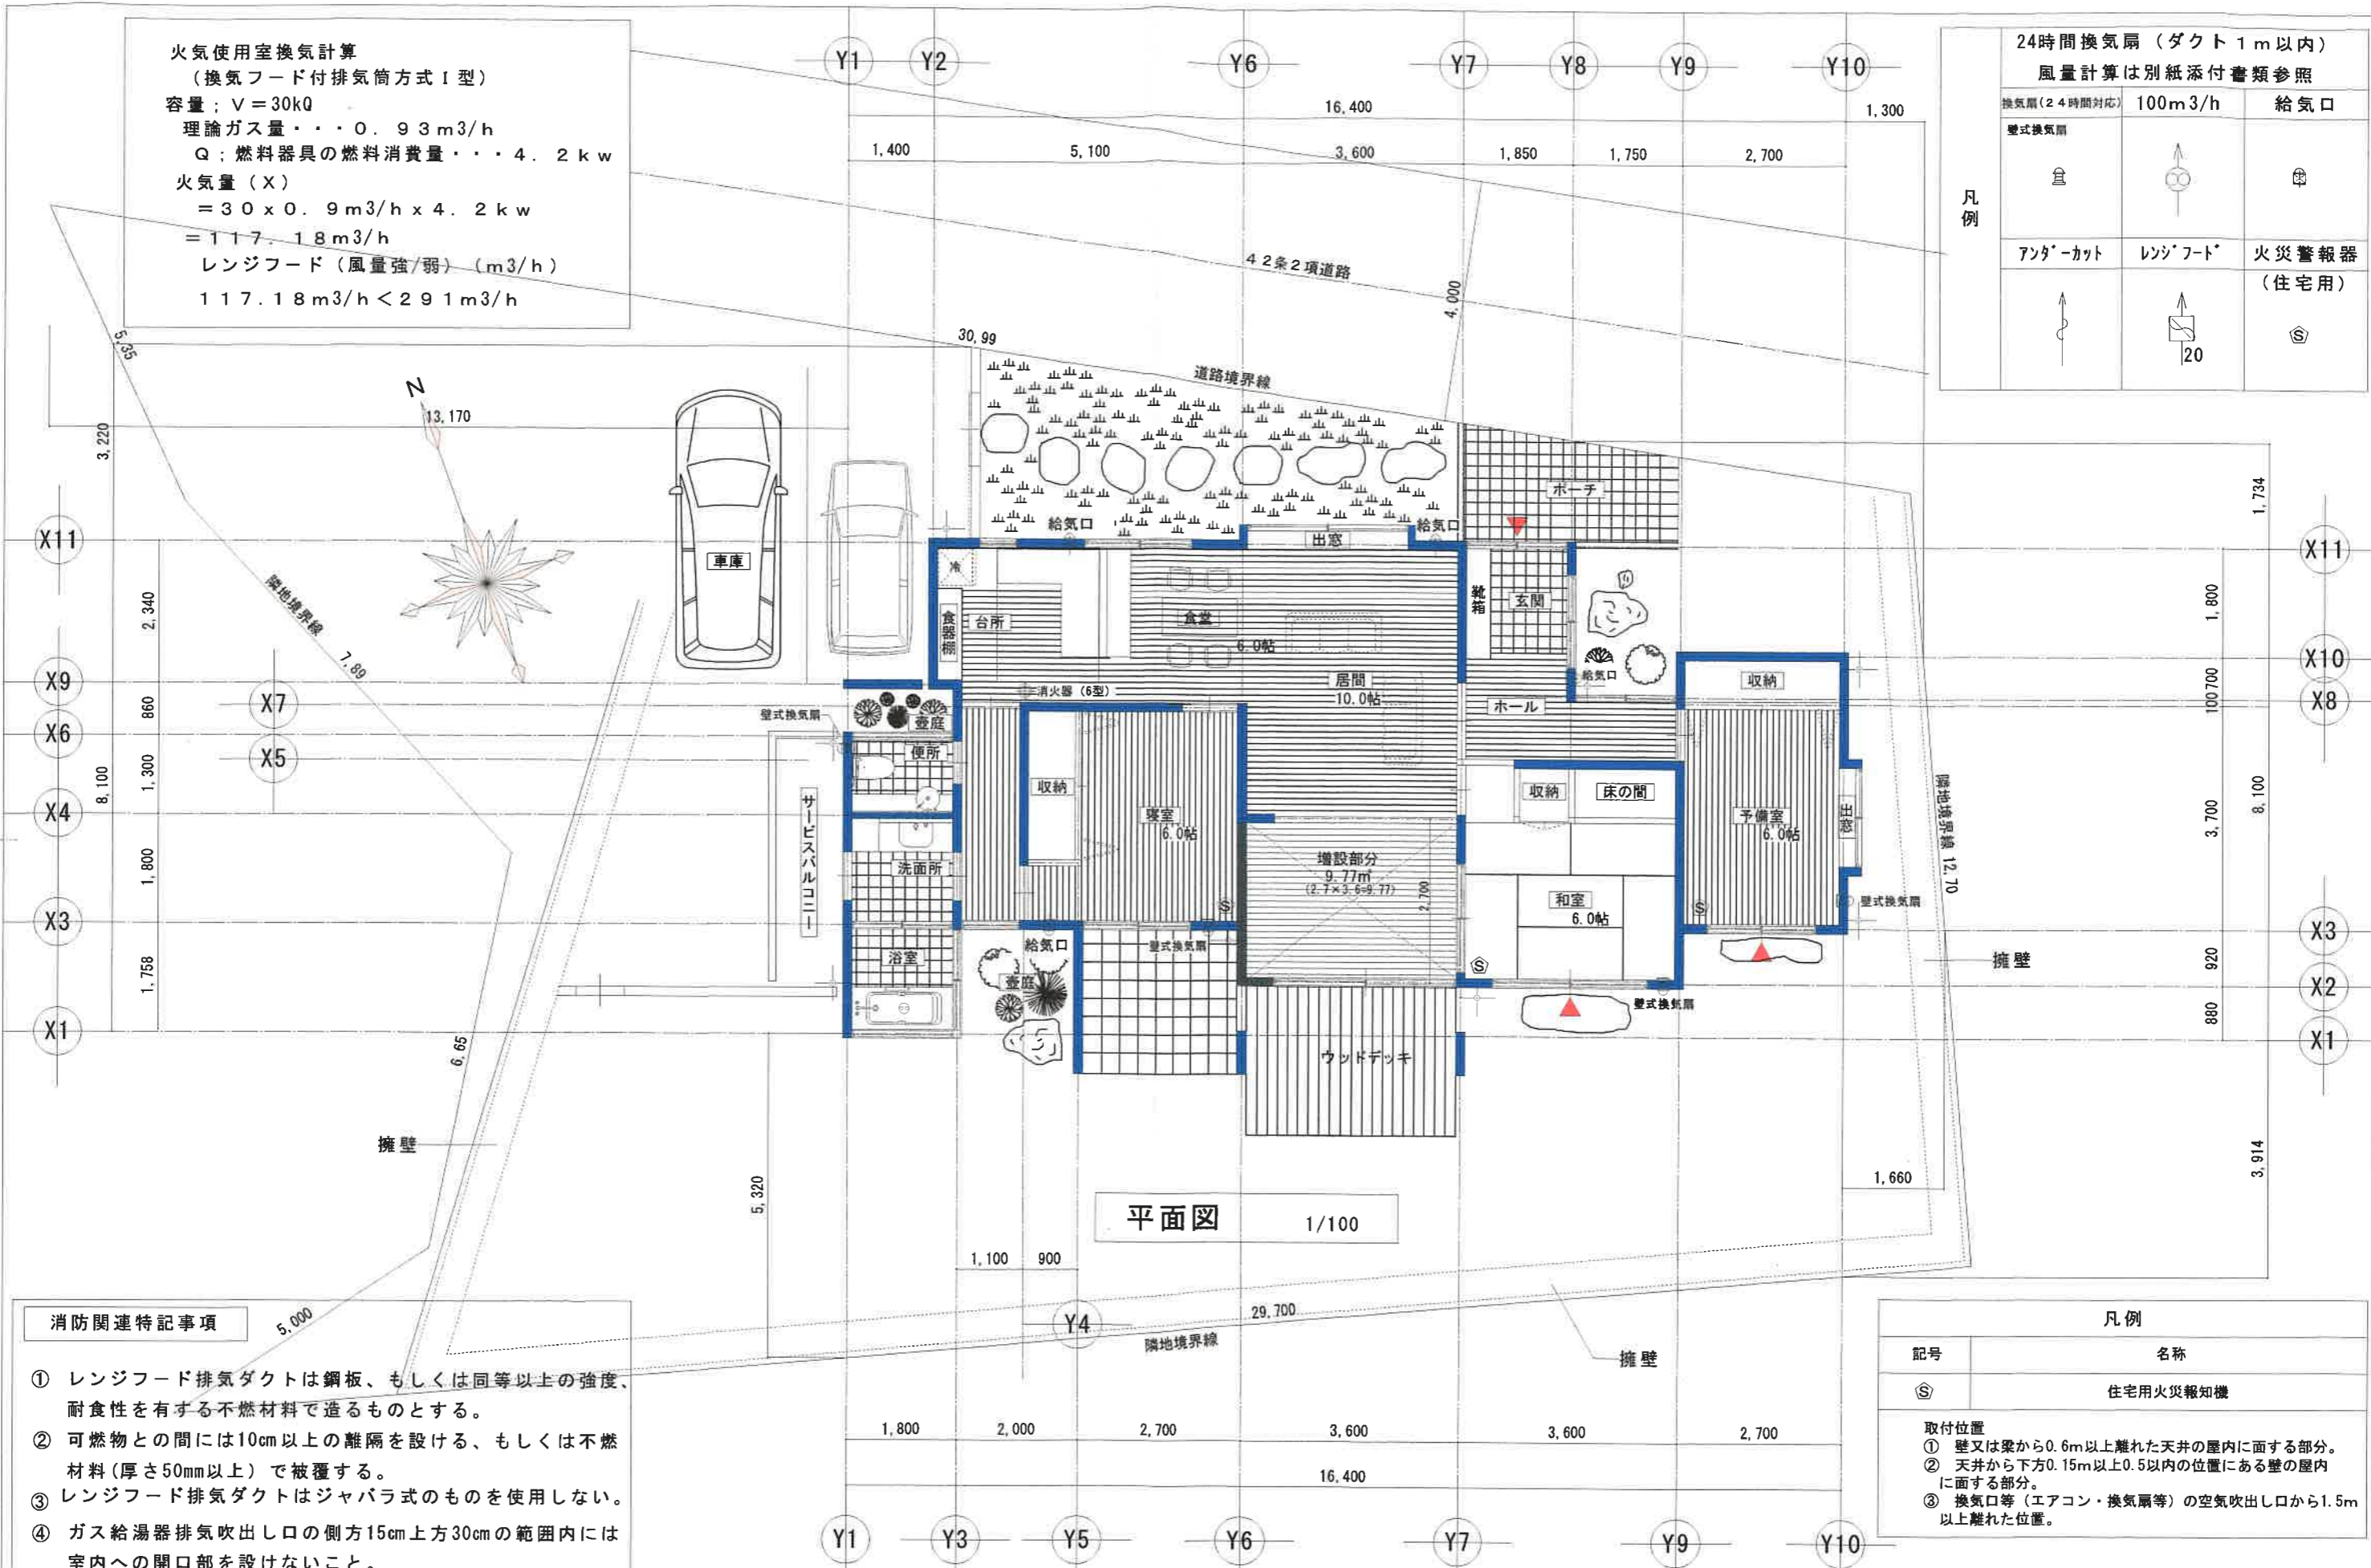 火気使用室換気計算
（換気フード付排気筒方式Ⅰ型）
容量；Ｖ＝30kQ
理論ガス量・・・０．９３ｍ3/ｈ
Ｑ；燃料器具の燃料消費量・・・４．２ｋｗ
火気量（Ｘ）
＝３０ｘ０．９ｍ3/ｈｘ４．２ｋｗ
＝１１７．１８ｍ3/ｈ
レンジフード（風量強/弱）（ｍ3/ｈ）
１１７.１８ｍ3/ｈ＜２９１ｍ3/ｈ
Y1
Y2
Y6
Y7
Y8
Y9
Y10
16,400
1,300
1,400
5,100
3,600
1,850
1,750
2,700
凡例
24時間換気扇（ダクト１ｍ以内）
風量計算は別紙添付書類参照
換気扇(２４時間対応)
100ｍ3/ｈ
給気口
壁式換気扇
ｱﾝﾀﾞｰｶｯﾄ
ﾚﾝｼﾞﾌｰﾄﾞ
火災警報器
（住宅用）
20
Ⓢ
４２条２項道路
4,000
道路境界線
30,99
5,35
N
13,170
3,220
隣地境界線
7,89
6,65
5,000
X11
X9
X7
X6
X5
X4
X3
X1
2,340
860
1,300
1,800
1,758
8,100
車庫
給気口
出窓
給気口
ポーチ
冷
食器棚
台所
食堂
6.0帖
靴箱
玄関
給気口
居間
10.0帖
ホール
収納
消火器（6型）
壁式換気扇
壺庭
便所
収納
寝室
6.0帖
収納
床の間
予備室
6.0帖
出窓
サービスバルコニー
洗面所
増設部分
9.77㎡
(2.7×3.6=9.77)
2,700
和室
6.0帖
壁式換気扇
浴室
給気口
壺庭
壁式換気扇
Ⓢ
Ⓢ
Ⓢ
壁式換気扇
ウッドデッキ
X11
X10
X8
X3
X2
X1
1,734
1,800
700
100
3,700
8,100
920
880
3,914
隣地境界線 12,70
擁壁
1,660
擁壁
5,320
平面図
1/100
1,100
900
Y4
29,700
隣地境界線
擁壁
1,800
2,000
2,700
3,600
3,600
2,700
16,400
Y1
Y3
Y5
Y6
Y7
Y9
Y10
消防関連特記事項
① レンジフード排気ダクトは鋼板、もしくは同等以上の強度、
耐食性を有する不燃材料で造るものとする。
② 可燃物との間には10㎝以上の離隔を設ける、もしくは不燃
材料(厚さ50mm以上）で被覆する。
③ レンジフード排気ダクトはジャバラ式のものを使用しない。
④ ガス給湯器排気吹出し口の側方15㎝上方30㎝の範囲内には
室内への開口部を設けないこと。
凡例
記号
名称
Ⓢ
住宅用火災報知機
取付位置
① 壁又は梁から0.6ｍ以上離れた天井の屋内に面する部分。
② 天井から下方0.15ｍ以上0.5以内の位置にある壁の屋内
に面する部分。
③ 換気口等（エアコン・換気扇等）の空気吹出し口から1.5ｍ
以上離れた位置。